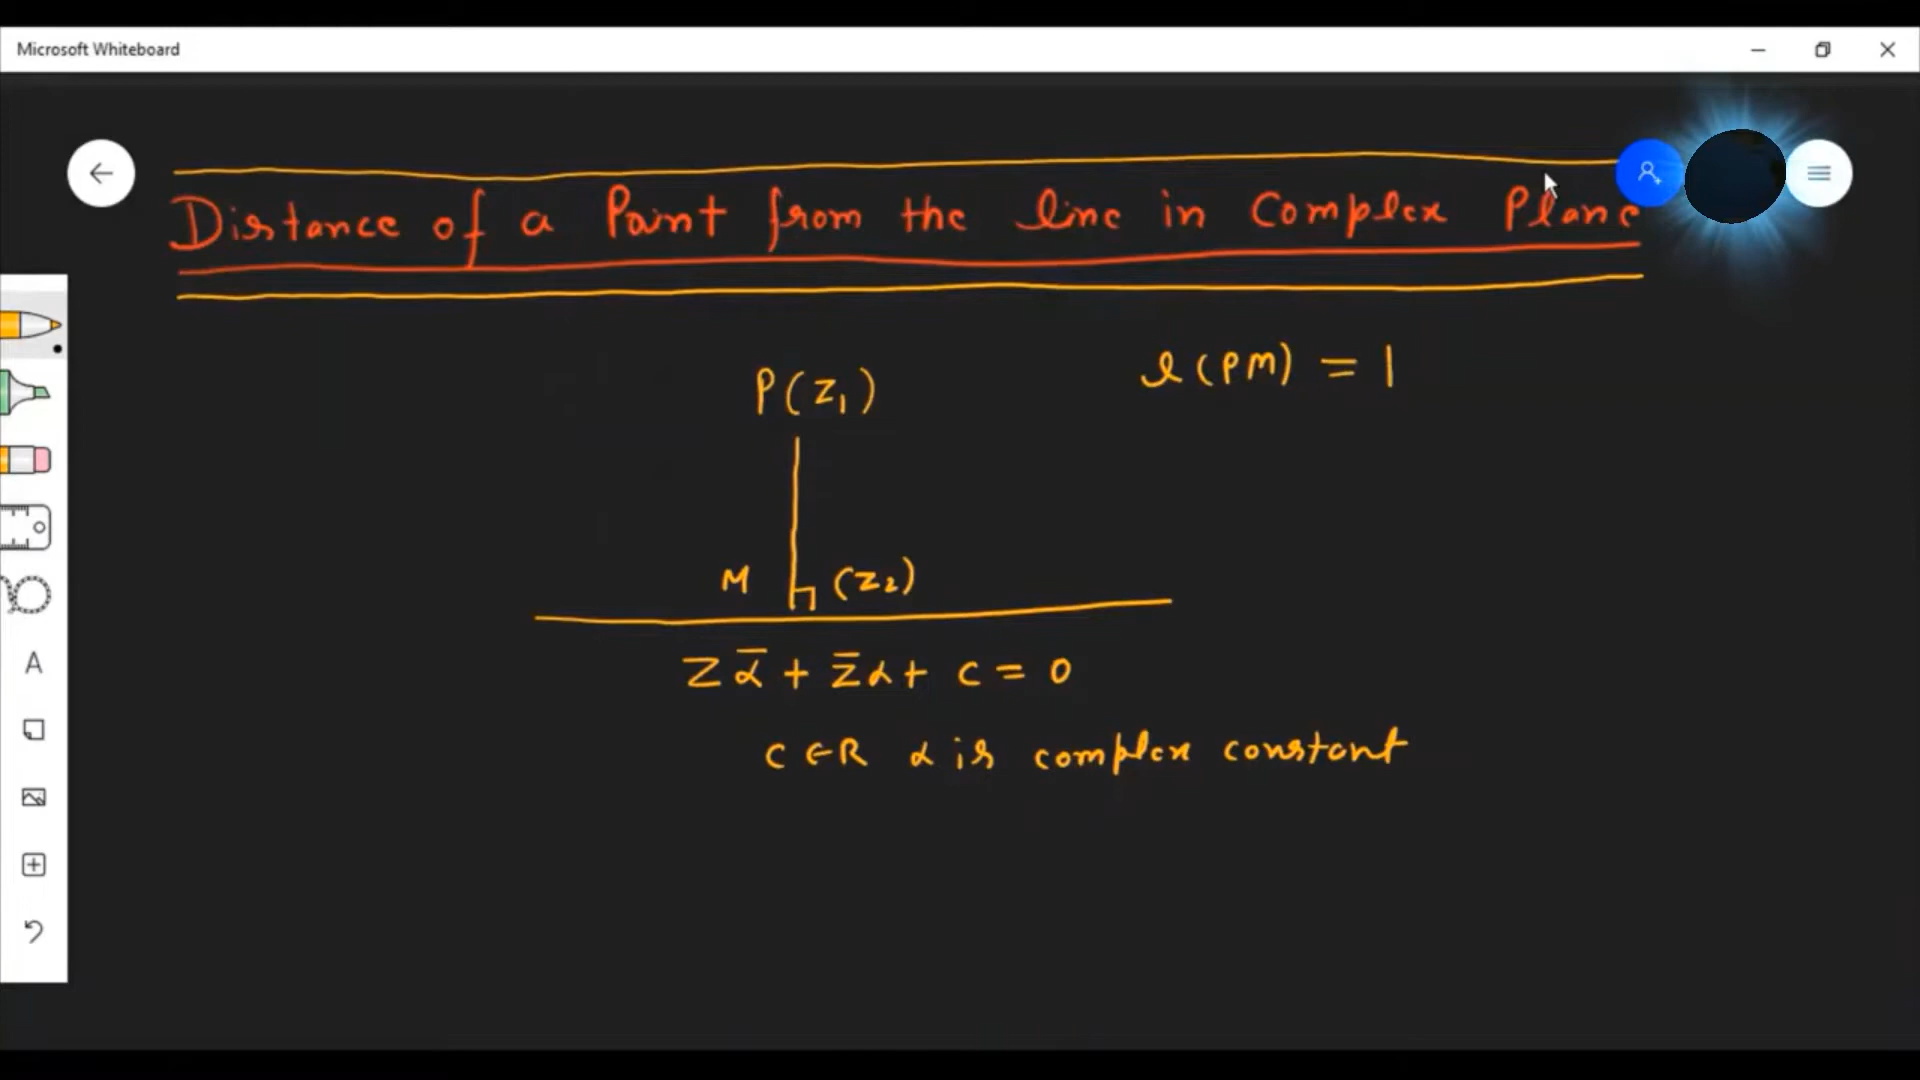 Microsoft Whiteboard
Distance of a Point from the line in Complex Plane
P(z₁)
l(PM) = |
M (z₂)
zᾱ + z̄α + c = 0
c ∈ R α is complex constant
A